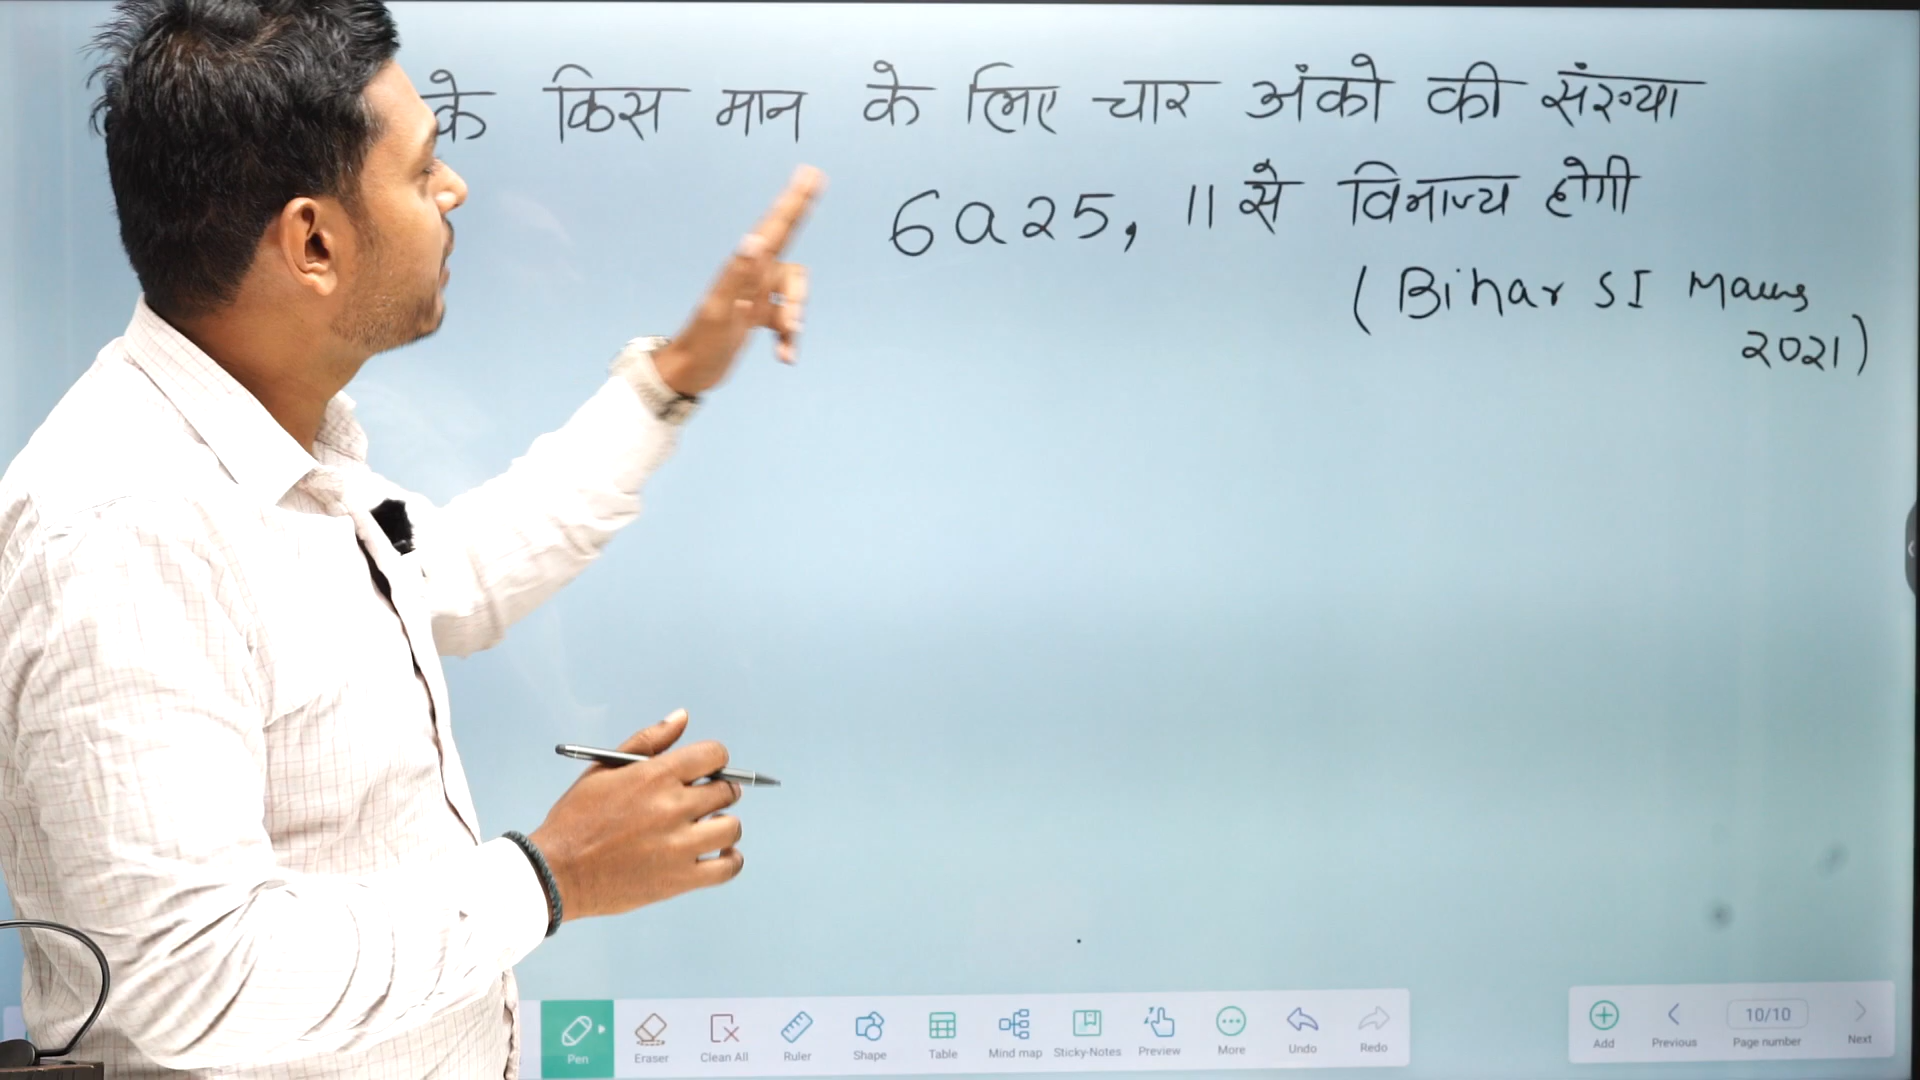 के किस मान के लिए चार अंको की संख्या
6a25, 11 से विभाज्य होगी
(Bihar SI Mains
2021)
Pen
Eraser
Clean All
Ruler
Shape
Table
Mind map
Sticky-Notes
Preview
More
Undo
Redo
Add
Previous
10/10
Page number
Next